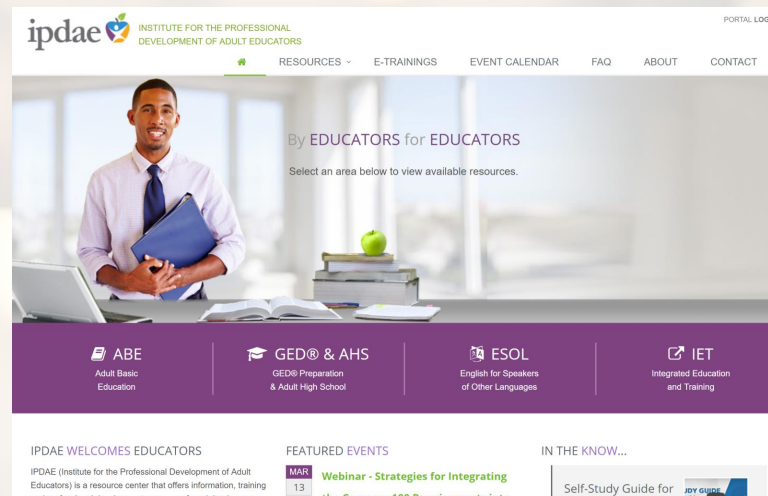 ipdae
INSTITUTE FOR THE PROFESSIONAL
DEVELOPMENT OF ADULT EDUCATORS
PORTAL
RESOURCES
E-TRAININGS
EVENT CALENDAR
FAQ
ABOUT
CONTACT
By EDUCATORS for EDUCATORS
Select an area below to view available resources.
ABE
Adult Basic
Education
GED® & AHS
GED® Preparation
& Adult High School
ESOL
English for Speakers
of Other Languages
IET
Integrated Education
and Training
IPDAE WELCOMES EDUCATORS
IPDAE (Institute for the Professional Development of Adult
Educators) is a resource center that offers information, training
FEATURED EVENTS
MAR
13
Webinar - Strategies for Integrating
IN THE KNOW...
Self-Study Guide for